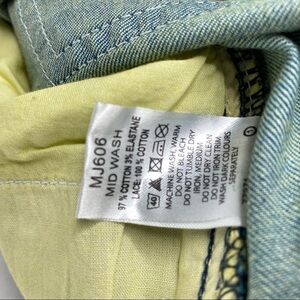 MJ606
MID WASH
97 % COTTON 3% ELASTANE
LACE: 100 % COTTON
40
MACHINE WASH, WARM
DO NOT BLEACH
DO NOT TUMBLE DRY
IRON, MEDIUM
DO NOT DRY CLEAN
DO NOT IRON TRIM
WASH DARK COLOURS
SEPARATELY